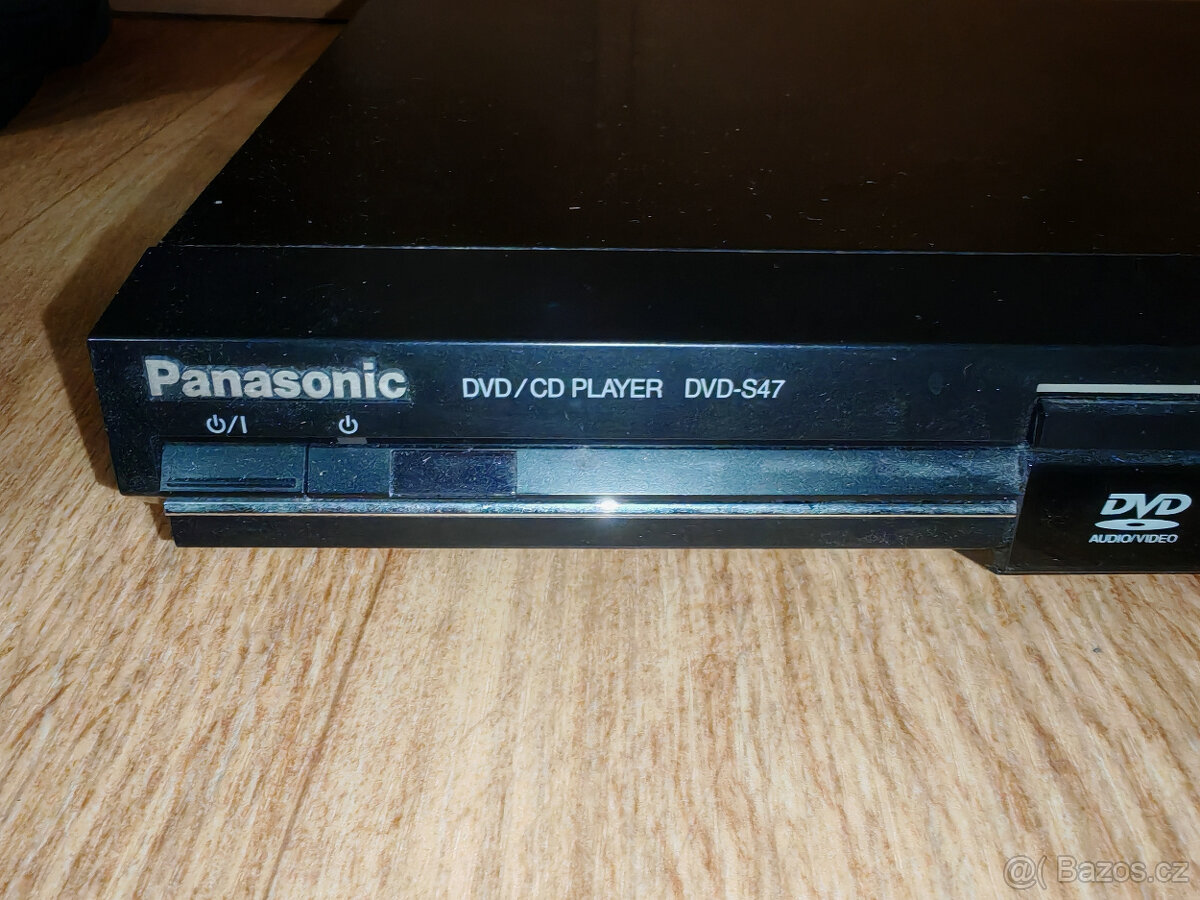 Panasonic DVD/CD PLAYER DVD-S47
⏻/I ⏻
DVD
AUDIO/VIDEO
@( Bazos.cz